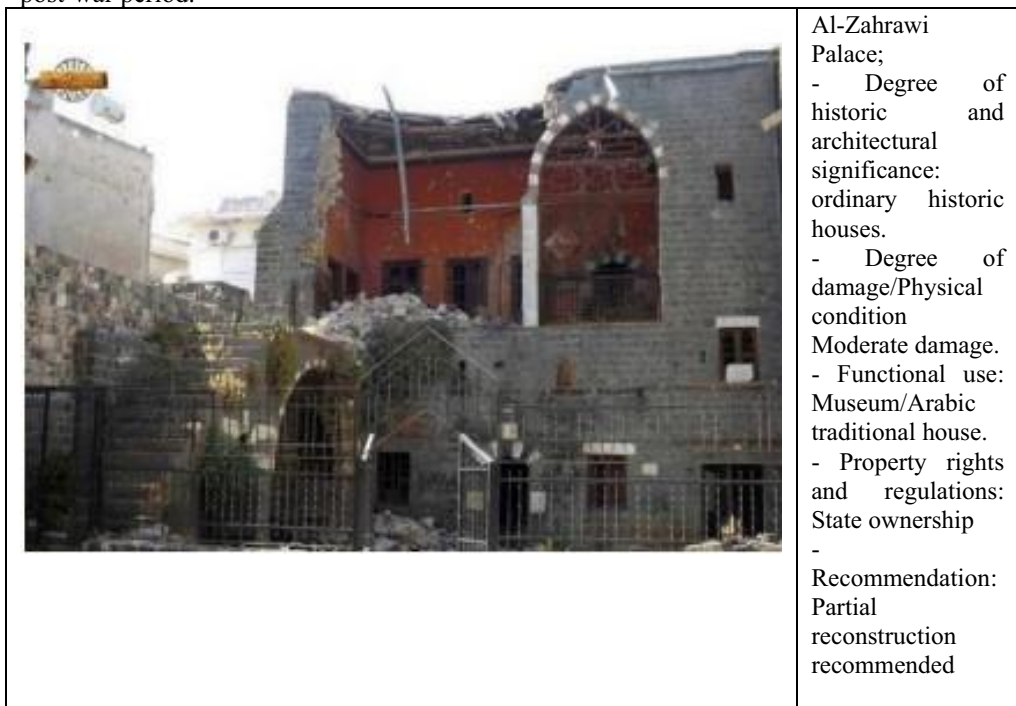 post-war period.
Al-Zahrawi
Palace;
- Degree of
historic and
architectural
significance:
ordinary historic
houses.
- Degree of
damage/Physical
condition
Moderate damage.
- Functional use:
Museum/Arabic
traditional house.
- Property rights
and regulations:
State ownership
-
Recommendation:
Partial
reconstruction
recommended